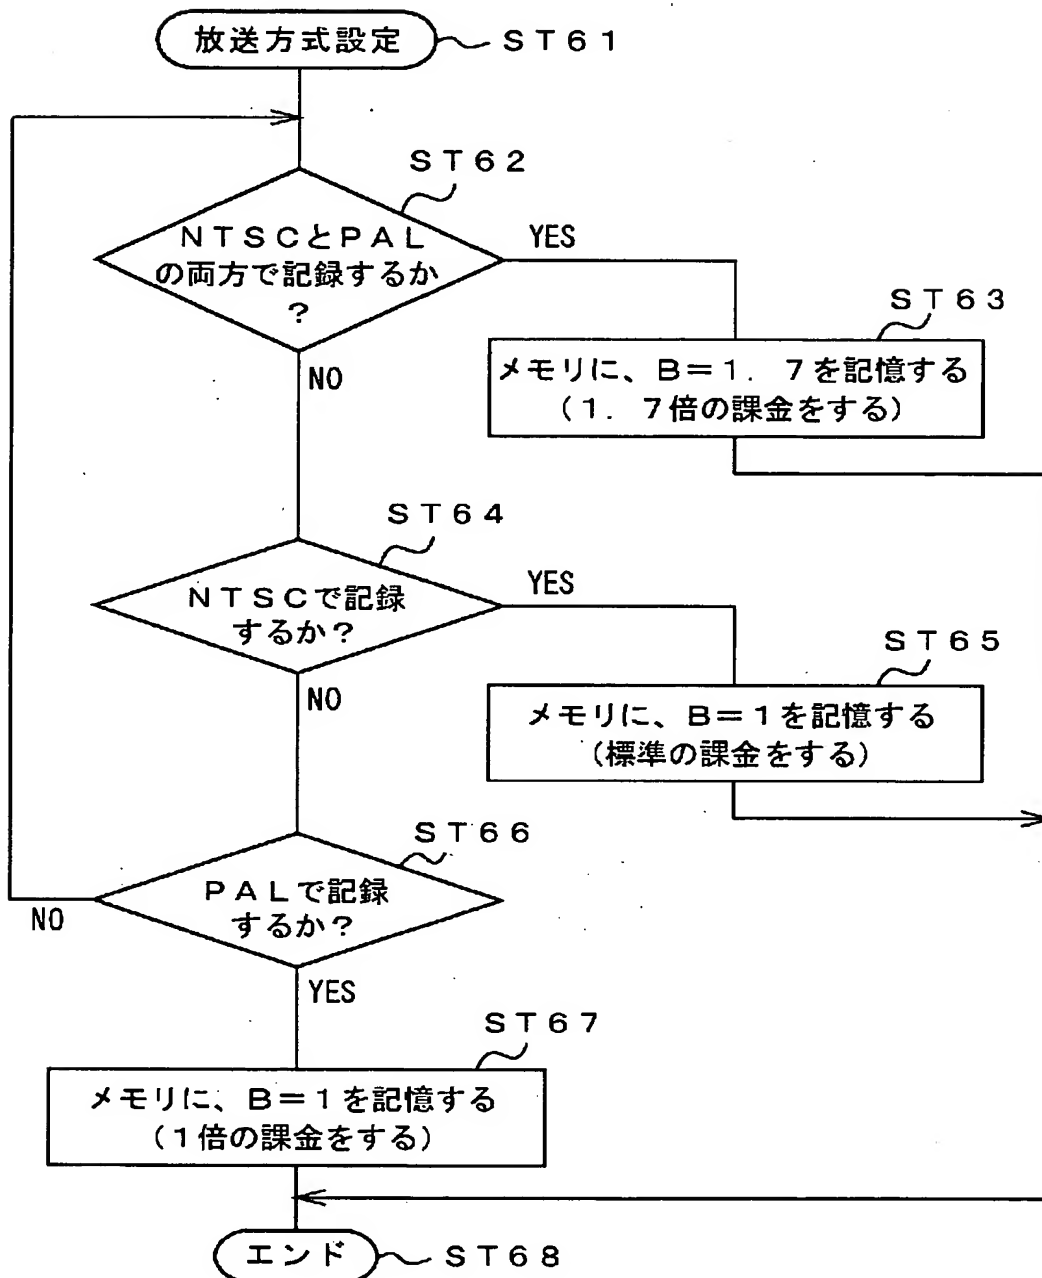 放送方式設定
ST61
ST62
NTSCとPAL
の両方で記録するか
?
YES
NO
ST63
メモリに、B=1.7を記憶する
(1.7倍の課金をする)
ST64
NTSCで記録
するか?
YES
NO
ST65
メモリに、B=1を記憶する
(標準の課金をする)
ST66
PALで記録
するか?
NO
YES
ST67
メモリに、B=1を記憶する
(1倍の課金をする)
エンド
ST68